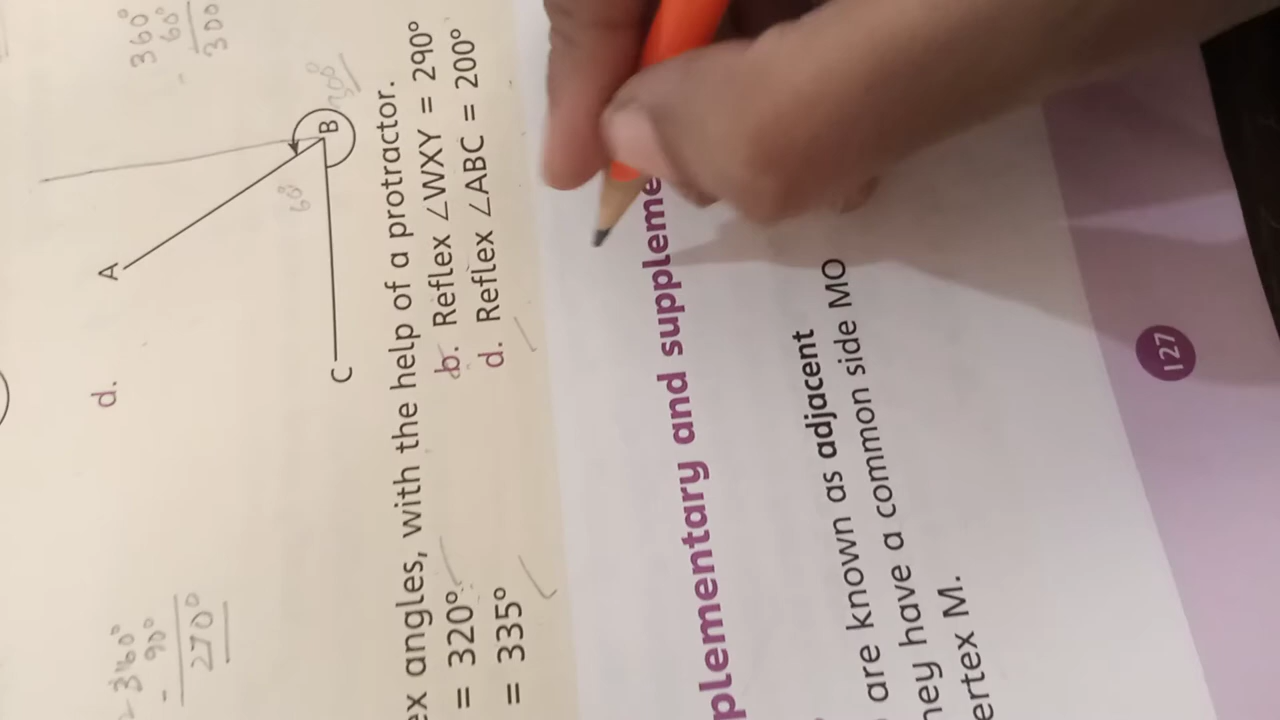 d.
A
B
C
60°
300°
360°
- 60°
300
360°
- 90°
270°
ex angles, with the help of a protractor.
= 320° b. Reflex ∠WXY = 290°
= 335° d. Reflex ∠ABC = 200°
plementary and suppleme
are known as adjacent
hey have a common side MO
ertex M.
127